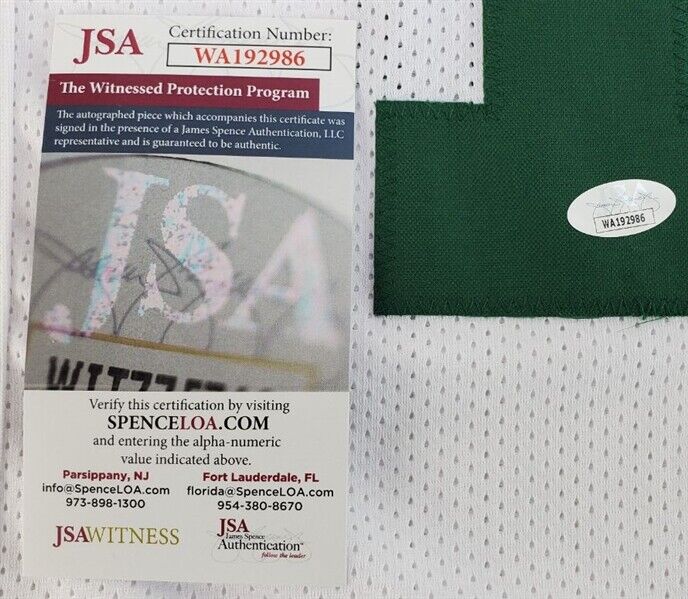 JSA
Certification Number:
WA192986
The Witnessed Protection Program
The autographed piece which accompanies this certificate was
signed in the presence of a James Spence Authentication, LLC
representative and is guaranteed to be authentic.
JSA
Verify this certification by visiting
SPENCELOA.COM
and entering the alpha-numeric
value indicated above.
Parsippany, NJ
info@SpenceLOA.com
973-898-1300
Fort Lauderdale, FL
florida@SpenceLOA.com
954-380-8670
JSAWITNESS
JSA
James Spence
Authentication
follow the leader
JSA
WA192986